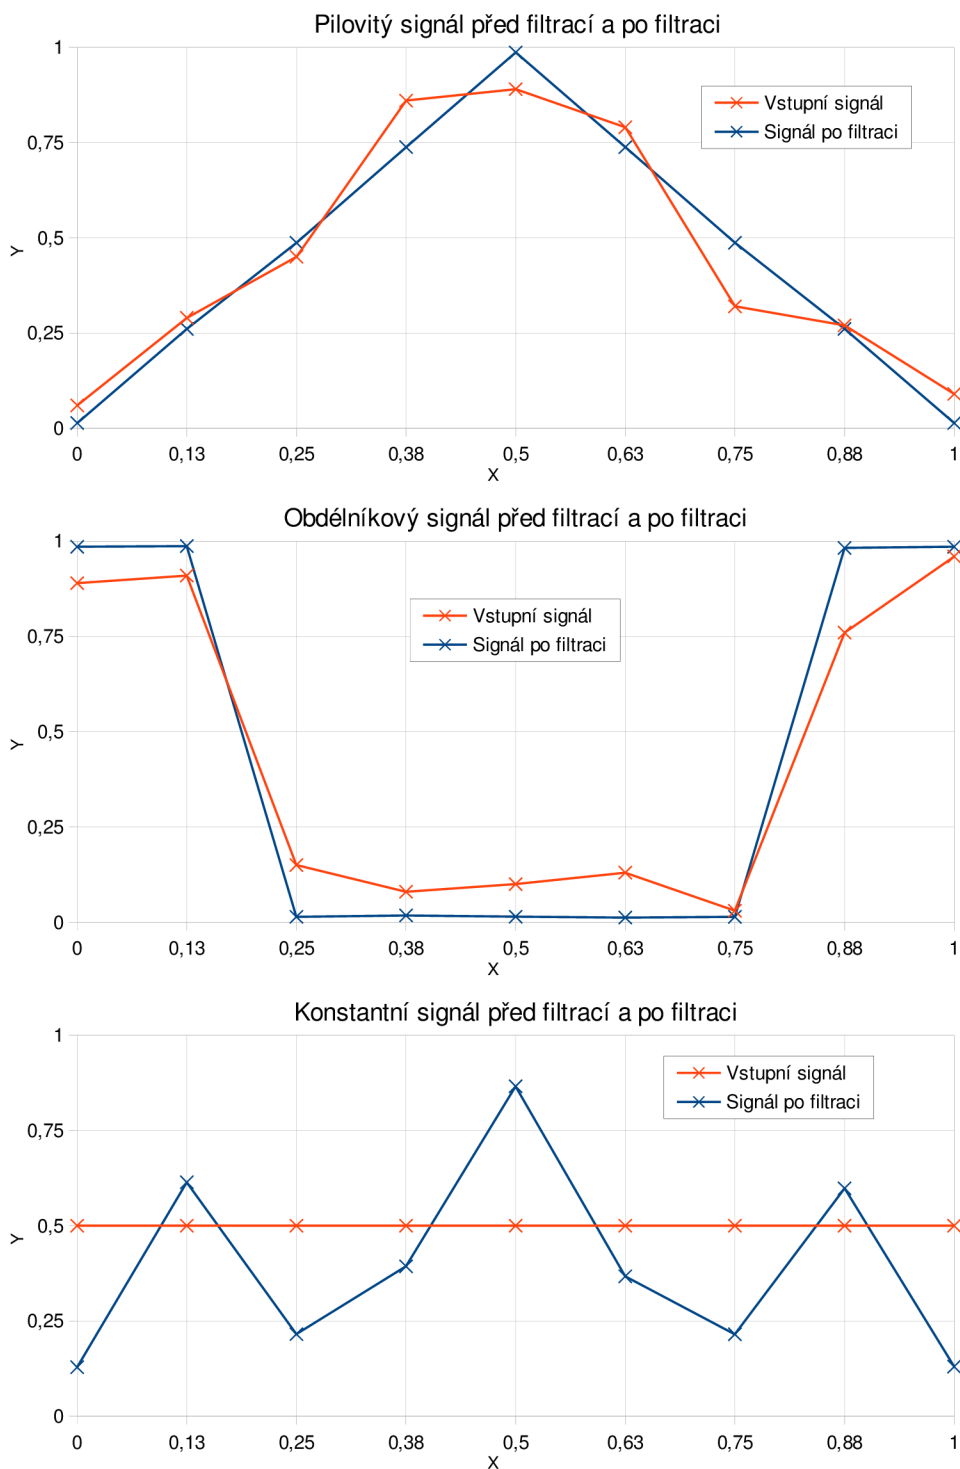 Pilovitý signál před filtrací a po filtraci
1
Vstupní signál
Signál po filtraci
0,75
0,5
Y
0,25
0
0 0,13 0,25 0,38 0,5 0,63 0,75 0,88 1
X
Obdélníkový signál před filtrací a po filtraci
1
Vstupní signál
Signál po filtraci
0,75
0,5
Y
0,25
0
0 0,13 0,25 0,38 0,5 0,63 0,75 0,88 1
X
Konstantní signál před filtrací a po filtraci
1
Vstupní signál
Signál po filtraci
0,75
0,5
Y
0,25
0
0 0,13 0,25 0,38 0,5 0,63 0,75 0,88 1
X